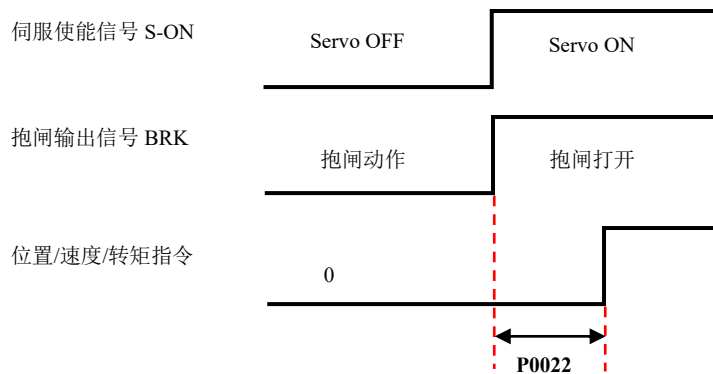 伺服使能信号 S-ON
Servo OFF
Servo ON
抱闸输出信号 BRK
抱闸动作
抱闸打开
位置/速度/转矩指令
0
P0022